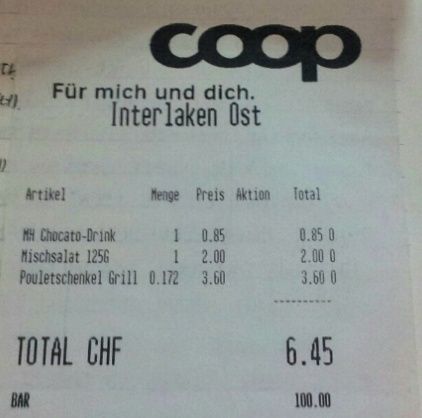 coop
Für mich und dich.
Interlaken Ost
Artikel Menge Preis Aktion Total
MH Chocato-Drink 1 0.85 0.85 0
Mischsalat 125G 1 2.00 2.00 0
Pouletschenkel Grill 0.172 3.60 3.60 0
----------
TOTAL CHF 6.45
BAR 100.00